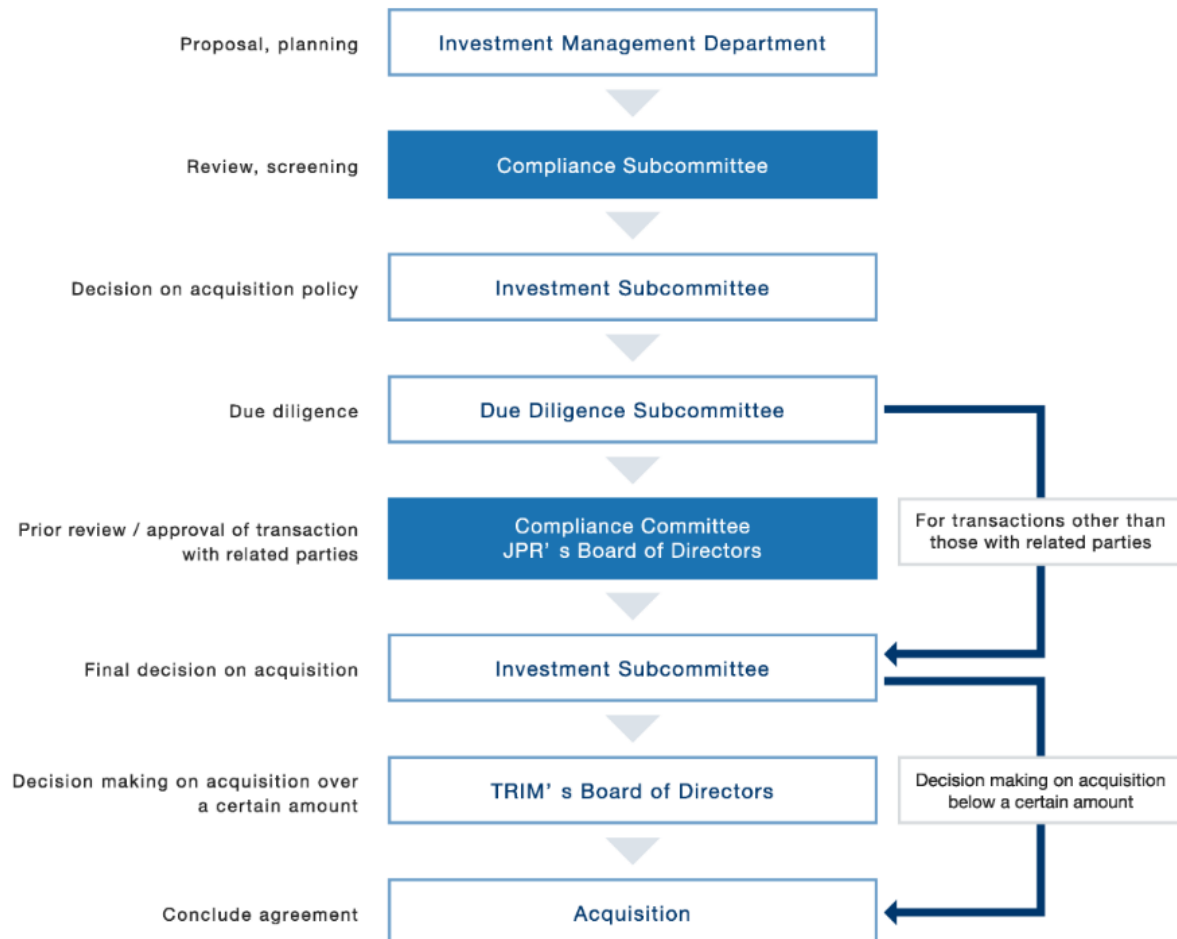 Proposal, planning
Investment Management Department
Review, screening
Compliance Subcommittee
Decision on acquisition policy
Investment Subcommittee
Due diligence
Due Diligence Subcommittee
Prior review / approval of transaction
with related parties
Compliance Committee
JPR’ s Board of Directors
For transactions other than
those with related parties
Final decision on acquisition
Investment Subcommittee
Decision making on acquisition over
a certain amount
TRIM’ s Board of Directors
Decision making on acquisition
below a certain amount
Conclude agreement
Acquisition